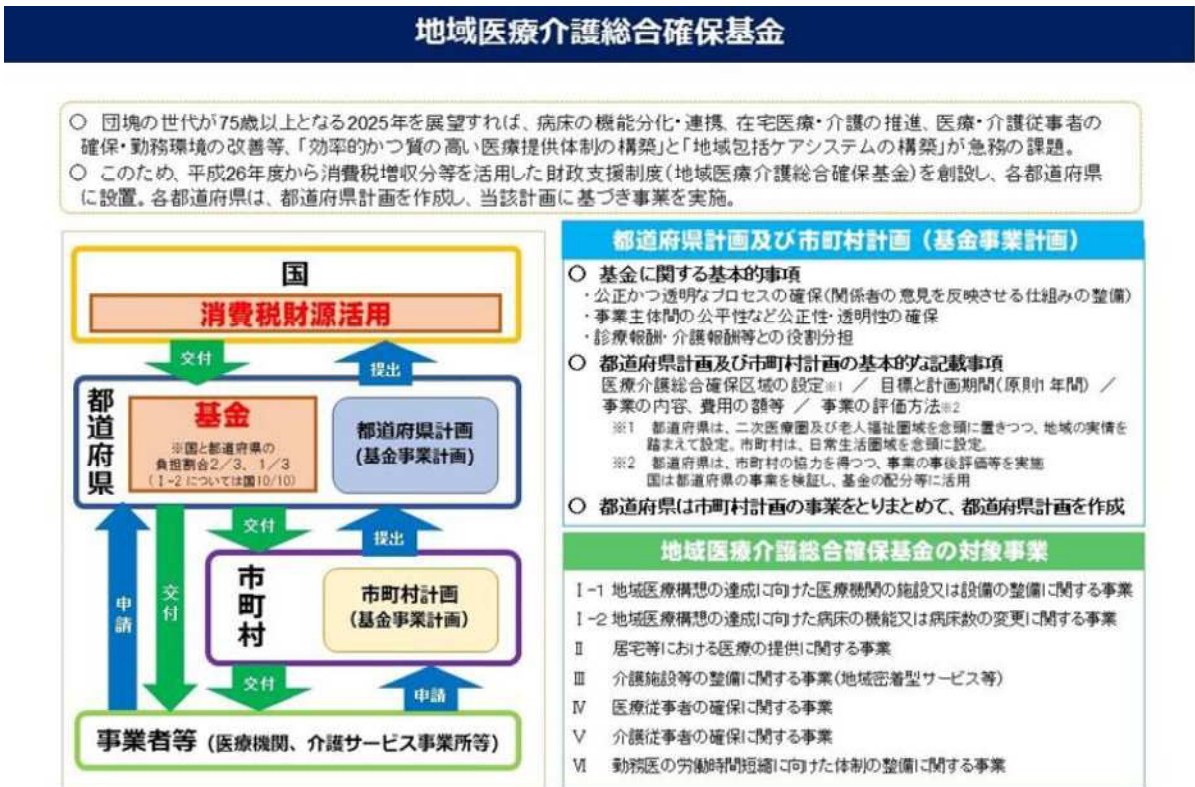 地域医療介護総合確保基金
○ 団塊の世代が75歳以上となる2025年を展望すれば、病床の機能分化・連携、在宅医療・介護の推進、医療・介護従事者の
確保・勤務環境の改善等、「効率的かつ質の高い医療提供体制の構築」と「地域包括ケアシステムの構築」が急務の課題。
○ このため、平成26年度から消費税増収分等を活用した財政支援制度(地域医療介護総合確保基金)を創設し、各都道府県
に設置。各都道府県は、都道府県計画を作成し、当該計画に基づき事業を実施。
国
消費税財源活用
交付
提出
都道府県
基金
※国と都道府県の
負担割合2/3、1/3
(Ⅰ-2については国10/10)
都道府県計画
(基金事業計画)
申請
交付
交付
提出
市町村
市町村計画
(基金事業計画)
交付
申請
事業者等(医療機関、介護サービス事業所等)
都道府県計画及び市町村計画(基金事業計画)
○ 基金に関する基本的事項
・公正かつ透明なプロセスの確保(関係者の意見を反映させる仕組みの整備)
・事業主体間の公平性など公正性・透明性の確保
・診療報酬・介護報酬等との役割分担
○ 都道府県計画及び市町村計画の基本的な記載事項
医療介護総合確保区域の設定※1 / 目標と計画期間(原則1年間) /
事業の内容、費用の額等 / 事業の評価方法※2
※1 都道府県は、二次医療圏及び老人福祉圏域を念頭に置きつつ、地域の実情を
踏まえて設定。市町村は、日常生活圏域を念頭に設定。
※2 都道府県は、市町村の協力を得つつ、事業の事後評価等を実施
国は都道府県の事業を検証し、基金の配分等に活用
○ 都道府県は市町村計画の事業をとりまとめて、都道府県計画を作成
地域医療介護総合確保基金の対象事業
Ⅰ-1 地域医療構想の達成に向けた医療機関の施設又は設備の整備に関する事業
Ⅰ-2 地域医療構想の達成に向けた病床の機能又は病床数の変更に関する事業
Ⅱ 居宅等における医療の提供に関する事業
Ⅲ 介護施設等の整備に関する事業(地域密着型サービス等)
Ⅳ 医療従事者の確保に関する事業
Ⅴ 介護従事者の確保に関する事業
Ⅵ 勤務医の労働時間短縮に向けた体制の整備に関する事業